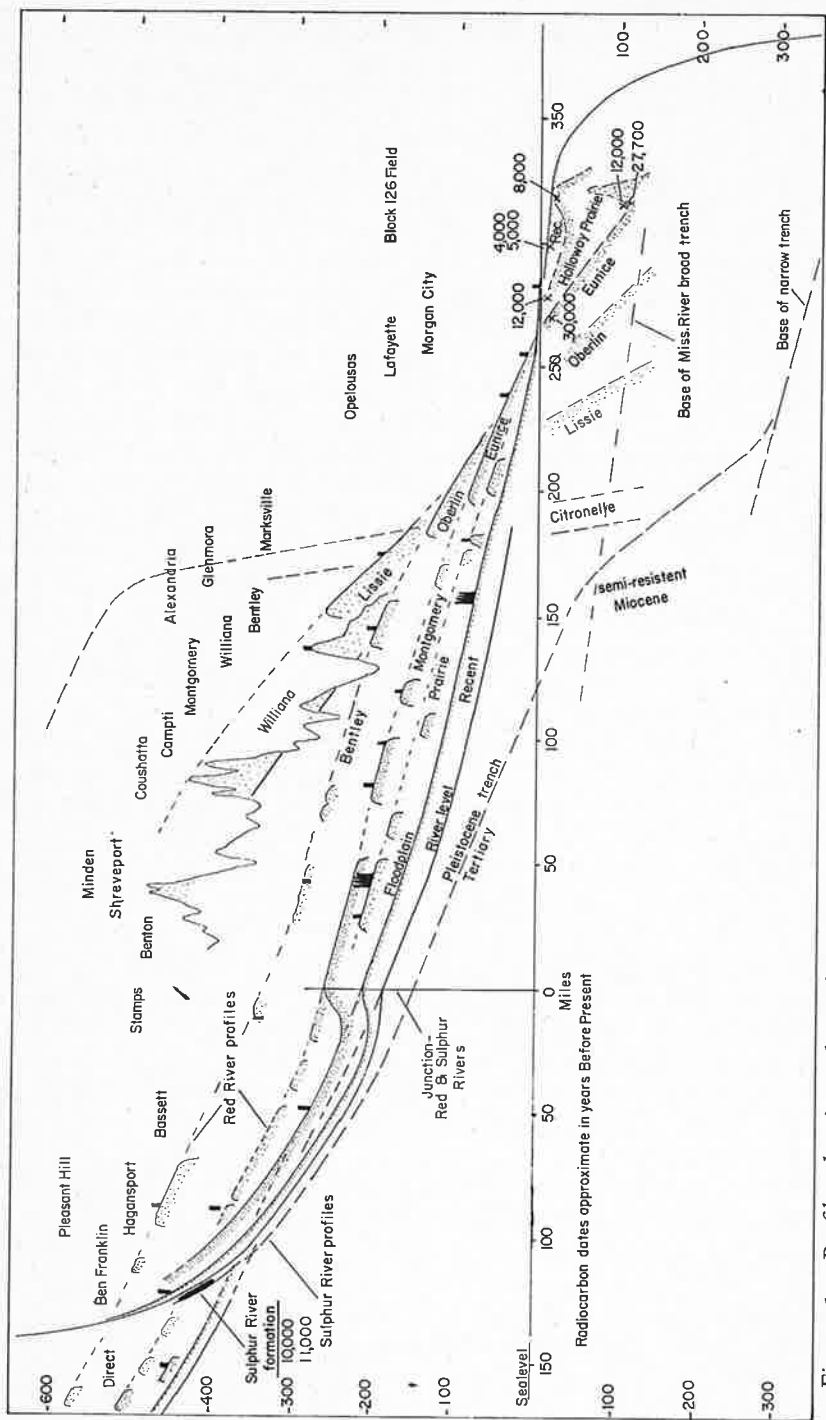 -600
-400
-300
-200
-100
Sealevel
-100
-200
-300
Direct
Ben Franklin
Pleasant Hill
Hagansport
Bassett
Stamps
Benton
Minden
Shreveport
Coushatta
Campti
Montgomery
Williana
Bentley
Alexandria
Glenmora
Marksville
Opelousas
Lafayette
Morgan City
Block 126 Field
Red River profiles
Sulphur River
formation
10,000
11,000
Sulphur River profiles
Junction-
Red & Sulphur
Rivers
Williana
Bentley
Montgomery
Prairie
Recent
Floodplain
River level
Pleistocene trench
Tertiary
Lissie
Oberlin
Eunice
150
100
50
0
Miles
50
100
150
200
250
350
Radiocarbon dates approximate in years Before Present
semi-resistent
Miocene
Citronelle
Lissie
Oberlin
Eunice
Holloway Prairie
Rec.
12,000
30,000
4,000
5,000
8,000
12,000
27,700
Base of Miss. River broad trench
Base of narrow trench
100-
200-
300-